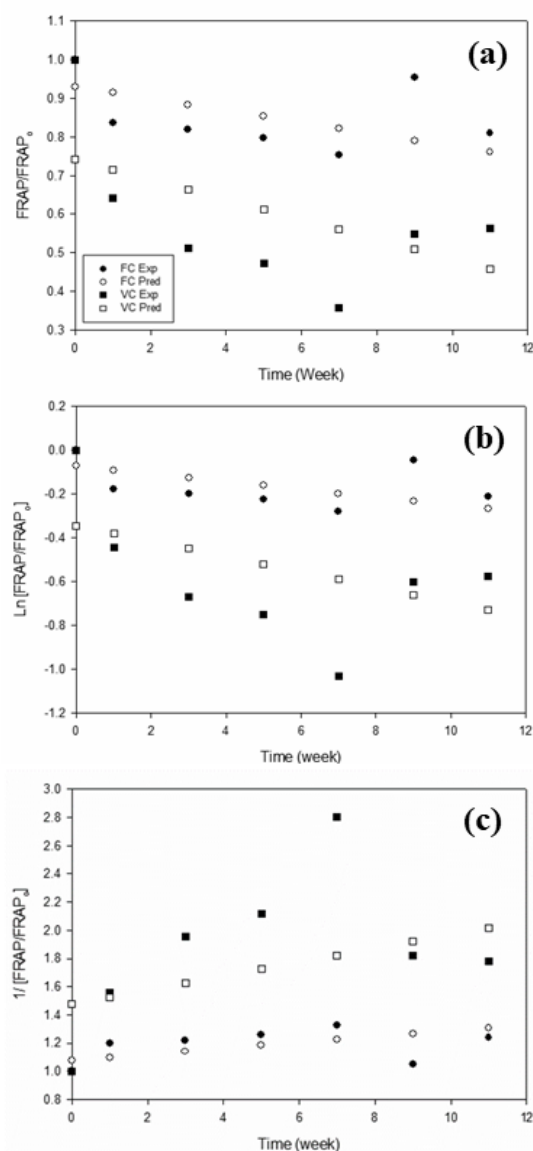 (a)
1.0
0.9
0.8
0.7
0.6
0.5
0.4
0.3
FRAP/FRAPo
FC Exp
FC Pred
VC Exp
VC Pred
0 2 4 6 8 10 12
Time (Week)
(b)
0.2
0.0
-0.2
-0.4
-0.6
-0.8
-1.0
-1.2
Ln [FRAP/FRAPo]
0 2 4 6 8 10 12
Time (week)
(c)
3.0
2.8
2.6
2.4
2.2
2.0
1.8
1.6
1.4
1.2
1.0
0.8
1/ [FRAP/FRAPo]
0 2 4 6 8 10 12
Time (week)